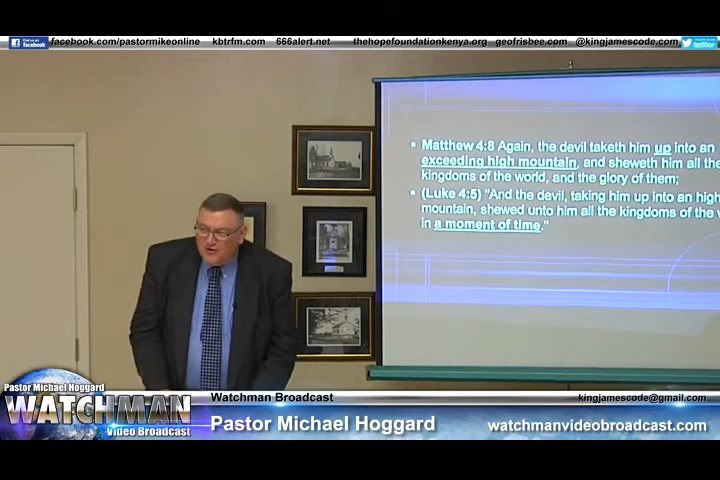 Find us on facebook facebook.com/pastormikeonline kbtrfm.com 666alert.net thehopefoundationkenya.org geofrisbee.com @kingjamescode.com
Matthew 4:8 Again, the devil taketh him up into an
exceeding high mountain, and sheweth him all the
kingdoms of the world, and the glory of them;
(Luke 4:5) "And the devil, taking him up into an high
mountain, shewed unto him all the kingdoms of the
in a moment of time."
Pastor Michael Hoggard
WATCHMAN
Video Broadcast
Watchman Broadcast kingjamescode@gmail.com
Pastor Michael Hoggard watchmanvideobroadcast.com